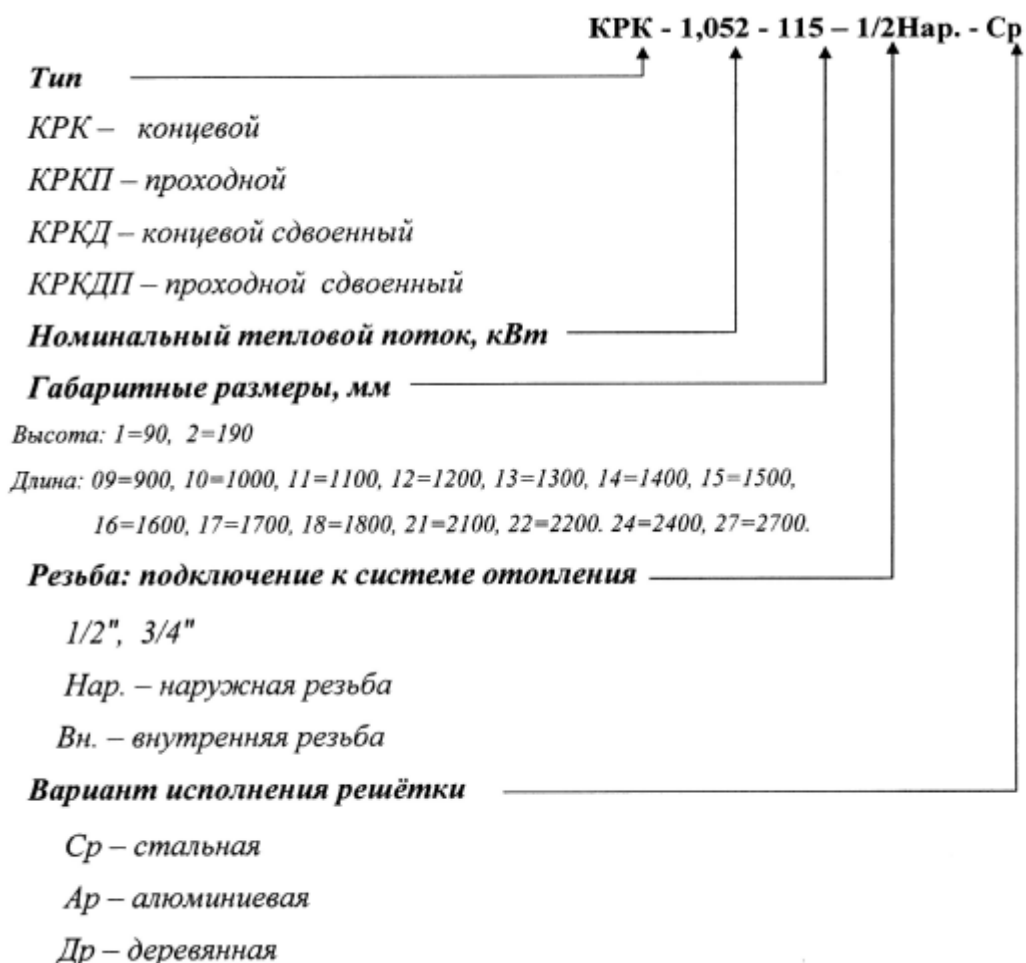 КРК - 1,052 - 115 – 1/2Нар. - Ср
Тип
КРК – концевой
КРКП – проходной
КРКД – концевой сдвоенный
КРКДП – проходной сдвоенный
Номинальный тепловой поток, кВт
Габаритные размеры, мм
Высота: 1=90, 2=190
Длина: 09=900, 10=1000, 11=1100, 12=1200, 13=1300, 14=1400, 15=1500,
16=1600, 17=1700, 18=1800, 21=2100, 22=2200. 24=2400, 27=2700.
Резьба: подключение к системе отопления
1/2", 3/4"
Нар. – наружная резьба
Вн. – внутренняя резьба
Вариант исполнения решётки
Ср – стальная
Ар – алюминиевая
Др – деревянная